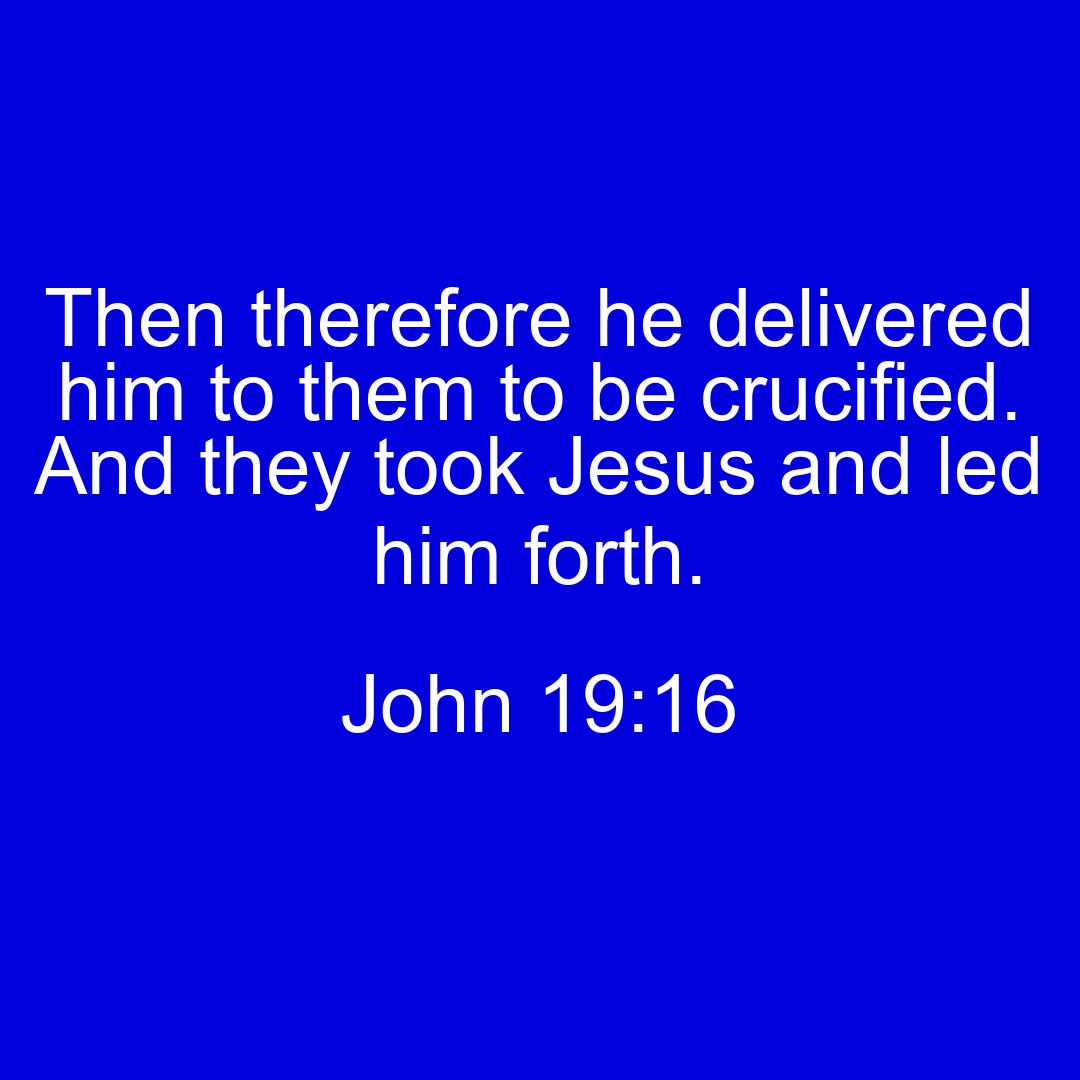 Then therefore he delivered
him to them to be crucified.
And they took Jesus and led
him forth.
John 19:16